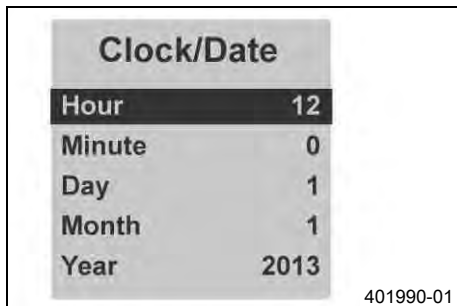 Clock/Date
Hour 12
Minute 0
Day 1
Month 1
Year 2013
401990-01